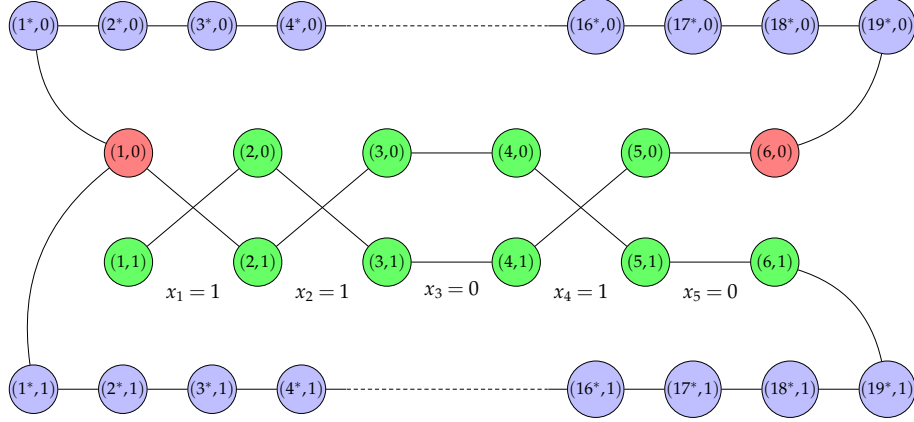 (1*,0) (2*,0) (3*,0) (4*,0) (16*,0) (17*,0) (18*,0) (19*,0)
(1,0) (2,0) (3,0) (4,0) (5,0) (6,0)
(1,1) (2,1) (3,1) (4,1) (5,1) (6,1)
x₁ = 1 x₂ = 1 x₃ = 0 x₄ = 1 x₅ = 0
(1*,1) (2*,1) (3*,1) (4*,1) (16*,1) (17*,1) (18*,1) (19*,1)